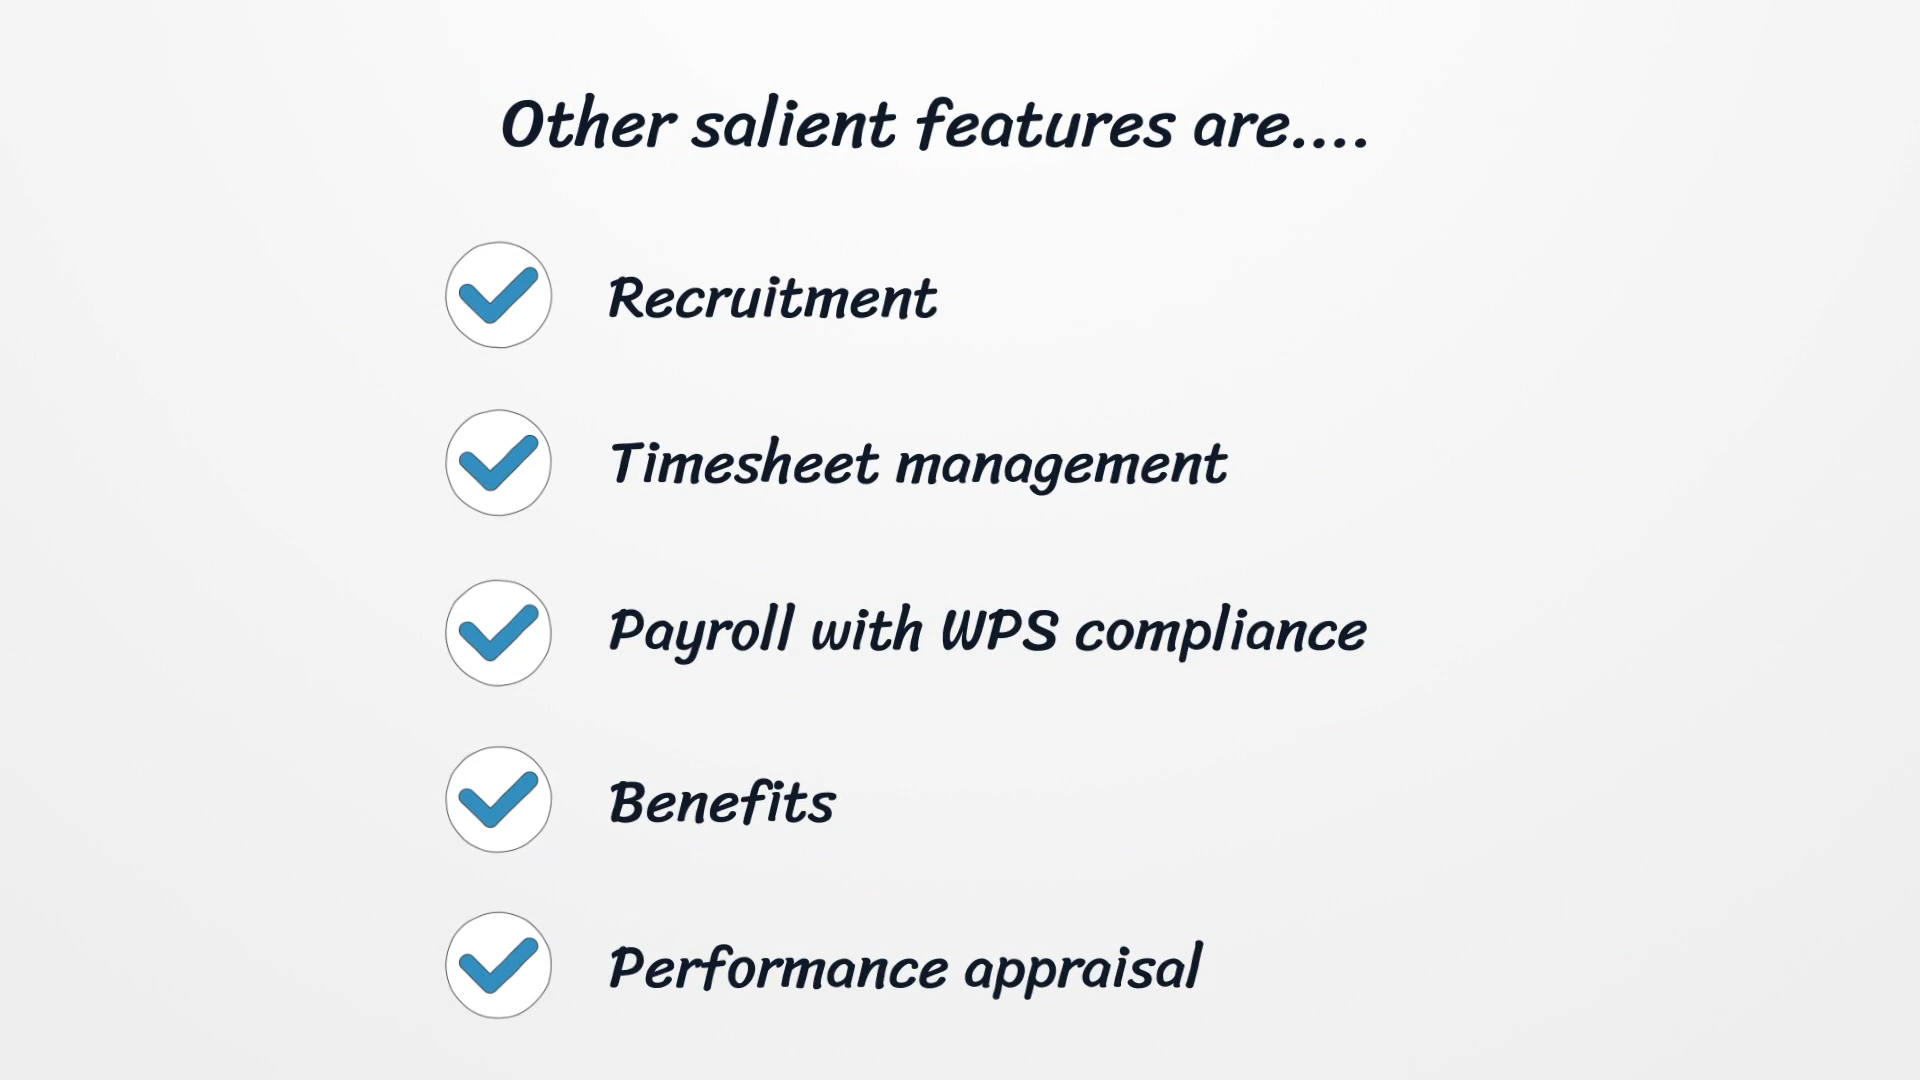 Other salient features are....
Recruitment
Timesheet management
Payroll with WPS compliance
Benefits
Performance appraisal